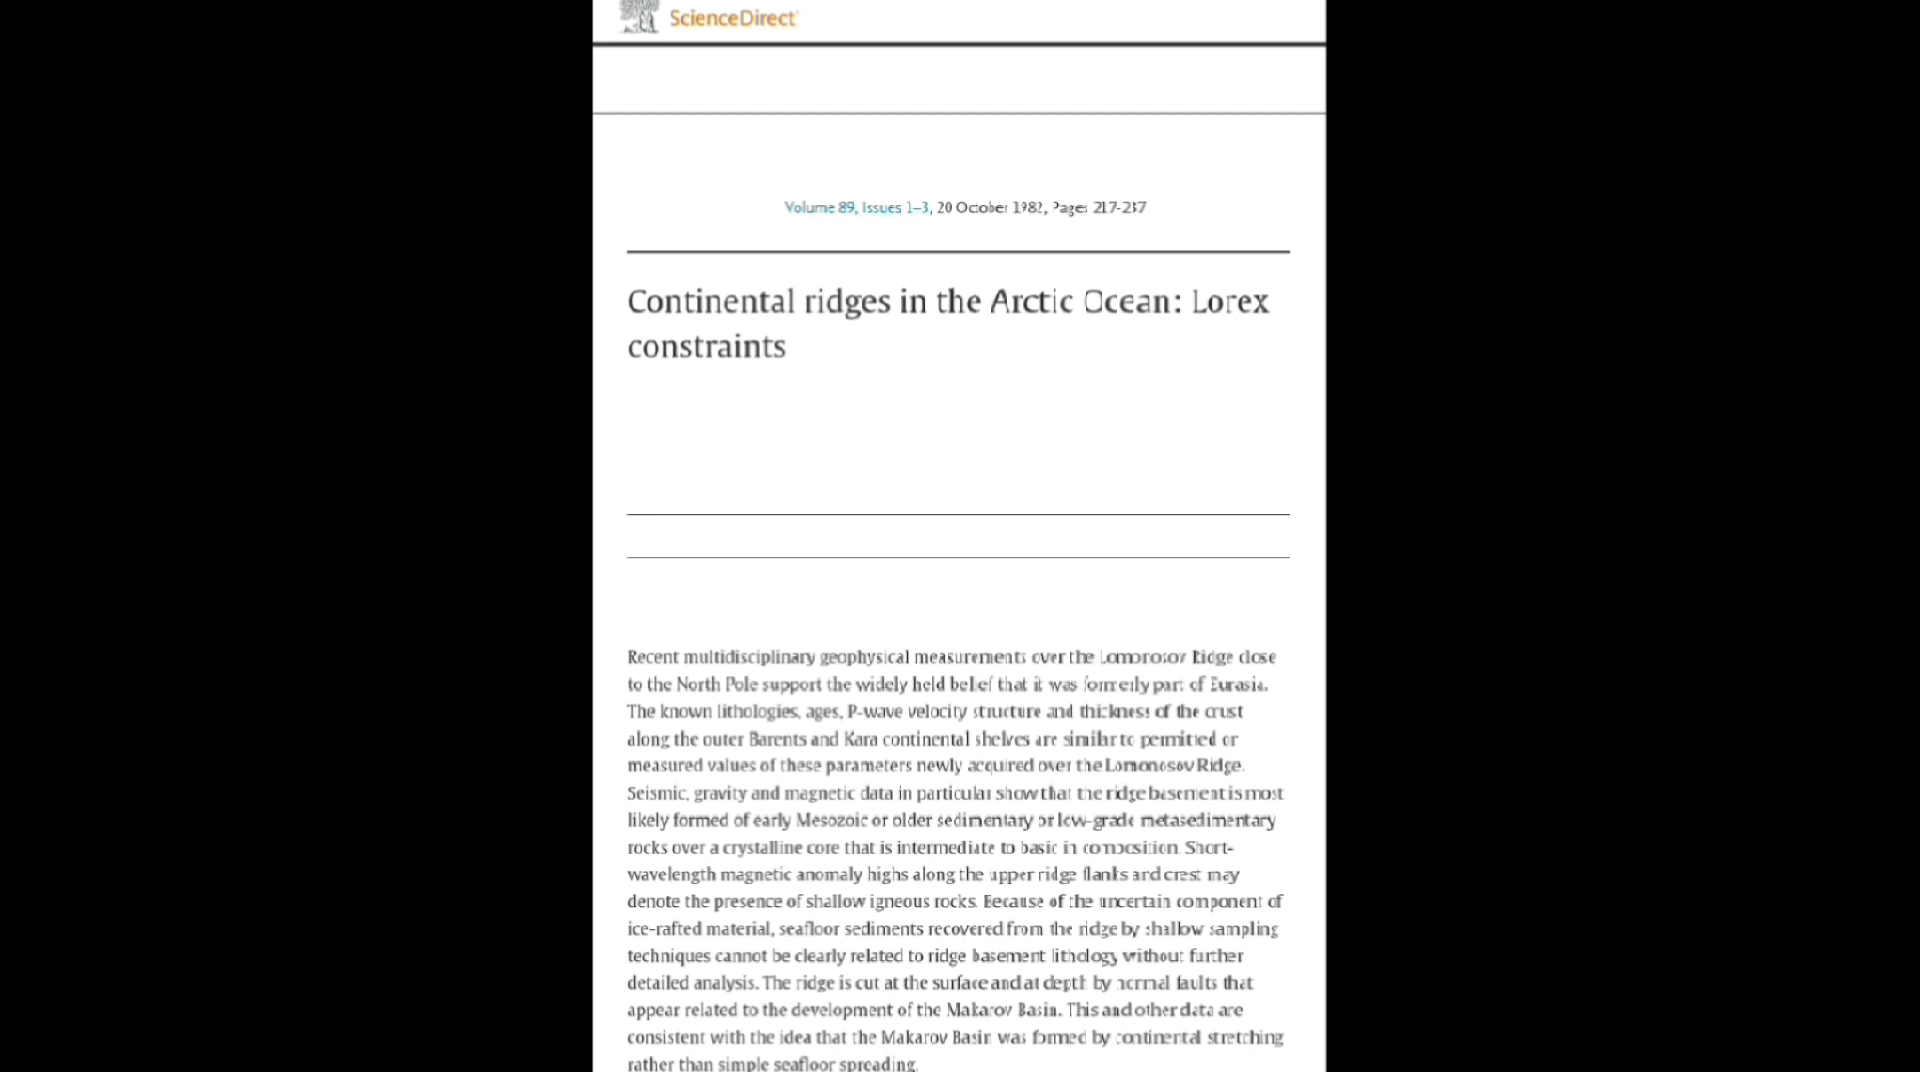 ScienceDirect
Volume 89, Issues 1–3, 20 October 1982, Pages 217-237
Continental ridges in the Arctic Ocean: Lorex
constraints
Recent multidisciplinary geophysical measurements over the Lomonosov Ridge close
to the North Pole support the widely held belief that it was formerly part of Eurasia.
The known lithologies, ages, P-wave velocity structure and thickness of the crust
along the outer Barents and Kara continental shelves are similar to permitted or
measured values of these parameters newly acquired over the Lomonosov Ridge.
Seismic, gravity and magnetic data in particular show that the ridge basement is most
likely formed of early Mesozoic or older sedimentary or low-grade metasedimentary
rocks over a crystalline core that is intermediate to basic in composition. Short-
wavelength magnetic anomaly highs along the upper ridge flanks and crest may
denote the presence of shallow igneous rocks. Because of the uncertain component of
ice-rafted material, seafloor sediments recovered from the ridge by shallow sampling
techniques cannot be clearly related to ridge basement lithology without further
detailed analysis. The ridge is cut at the surface and at depth by normal faults that
appear related to the development of the Makarov Basin. This and other data are
consistent with the idea that the Makarov Basin was formed by continental stretching
rather than simple seafloor spreading.